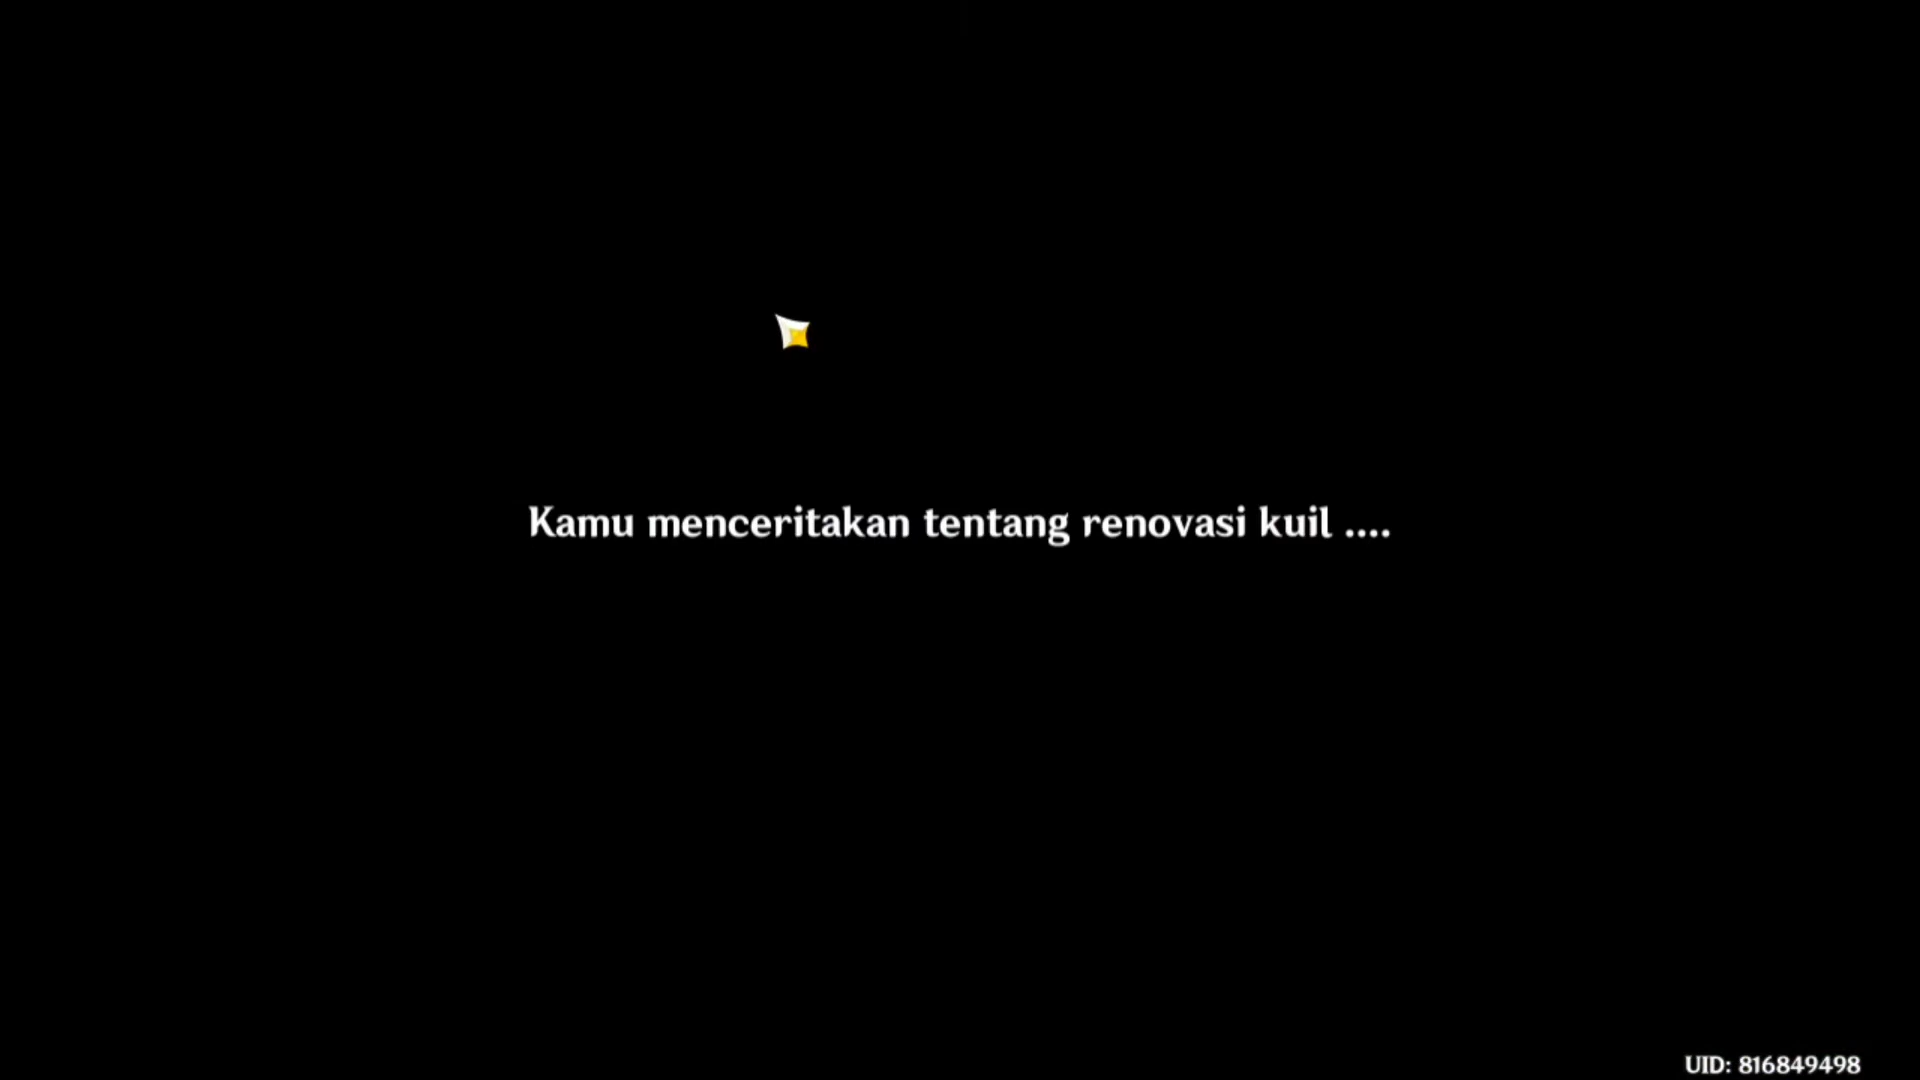 Kamu menceritakan tentang renovasi kuil ....
UID: 816849498